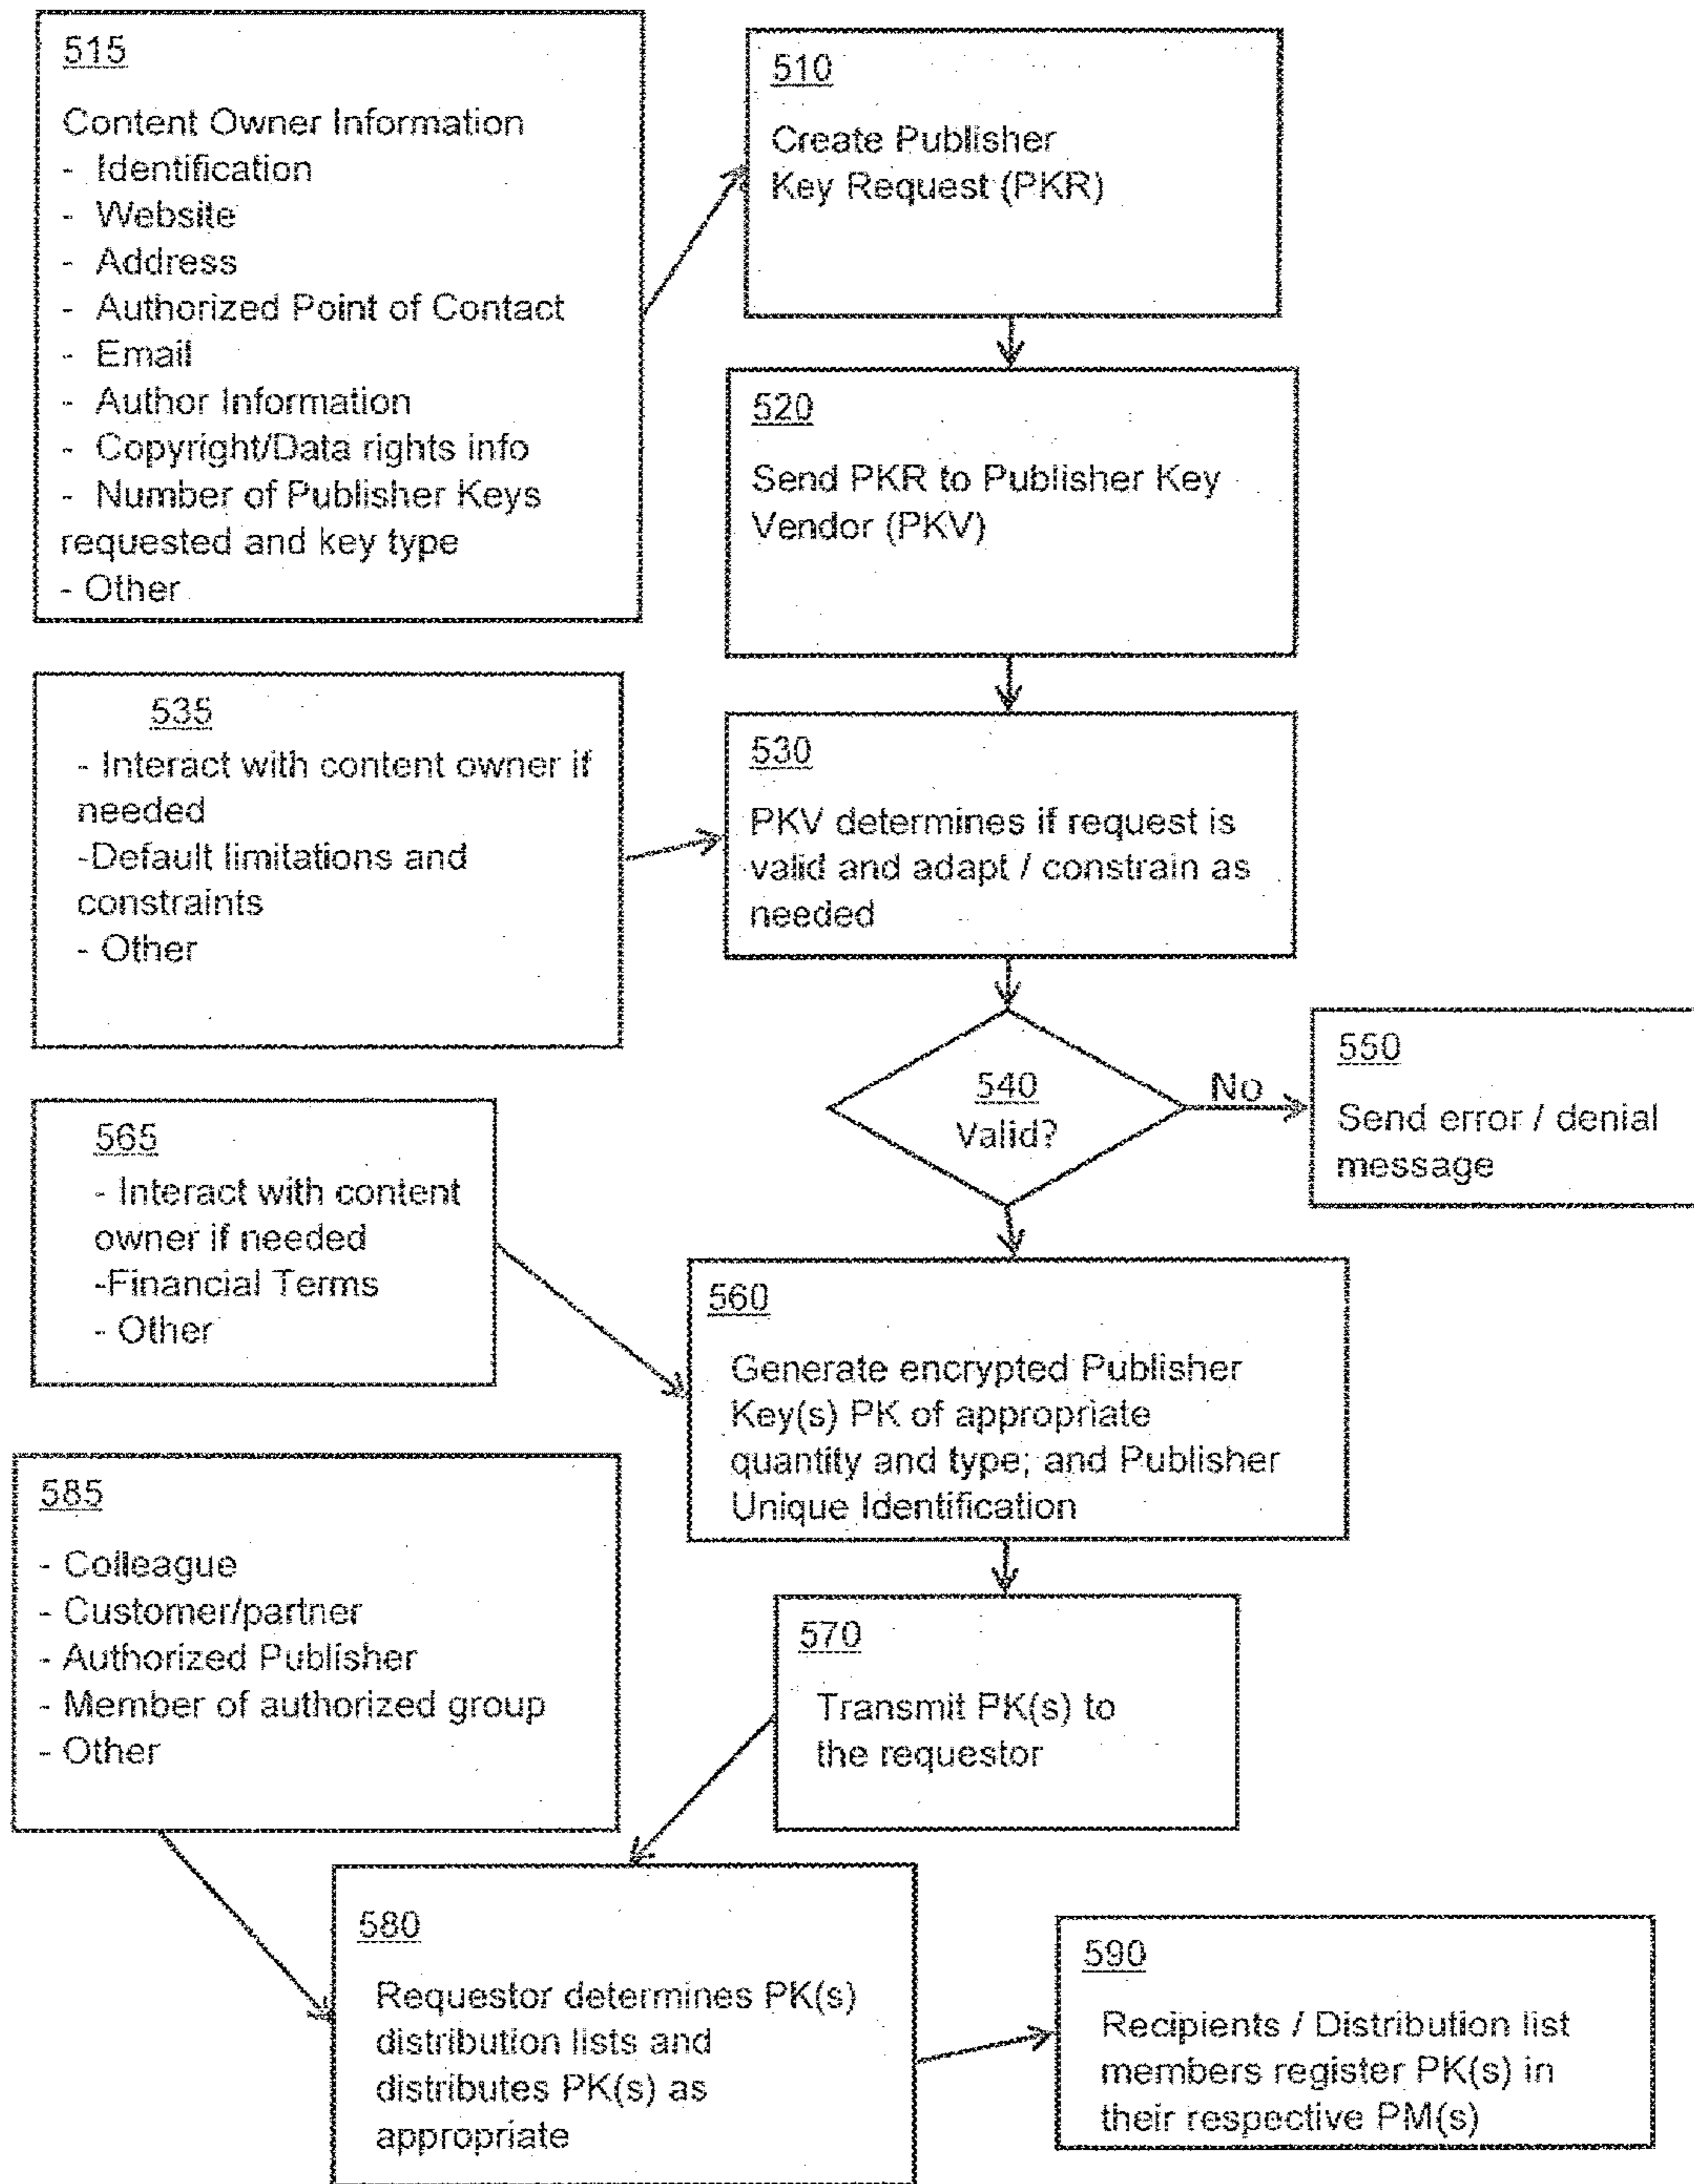 515
Content Owner Information
- Identification
- Website
- Address
- Authorized Point of Contact
- Email
- Author Information
- Copyright/Data rights info
- Number of Publisher Keys
requested and key type
- Other
510
Create Publisher
Key Request (PKR)
520
Send PKR to Publisher Key
Vendor (PKV)
535
- Interact with content owner if
needed
-Default limitations and
constraints
- Other
530
PKV determines if request is
valid and adapt / constrain as
needed
540
Valid?
No
550
Send error / denial
message
565
- Interact with content
owner if needed
-Financial Terms
- Other
560
Generate encrypted Publisher
Key(s) PK of appropriate
quantity and type; and Publisher
Unique Identification
585
- Colleague
- Customer/partner
- Authorized Publisher
- Member of authorized group
- Other
570
Transmit PK(s) to
the requestor
580
Requestor determines PK(s)
distribution lists and
distributes PK(s) as
appropriate
590
Recipients / Distribution list
members register PK(s) in
their respective PM(s)